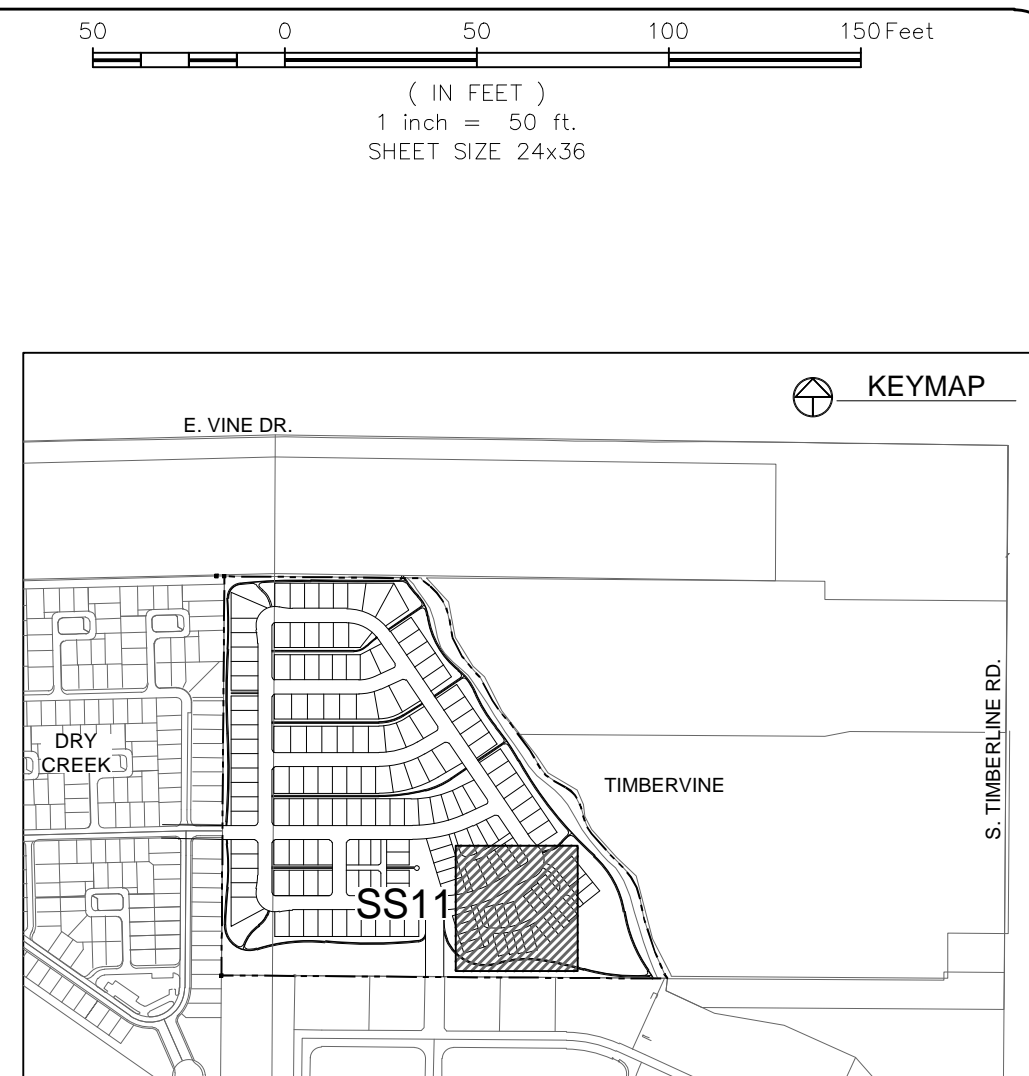 50 0 50 100 150 Feet
( IN FEET )
1 inch = 50 ft.
SHEET SIZE 24x36
KEYMAP
E. VINE DR.
S. TIMBERLINE RD.
DRY
CREEK
TIMBERVINE
SS11